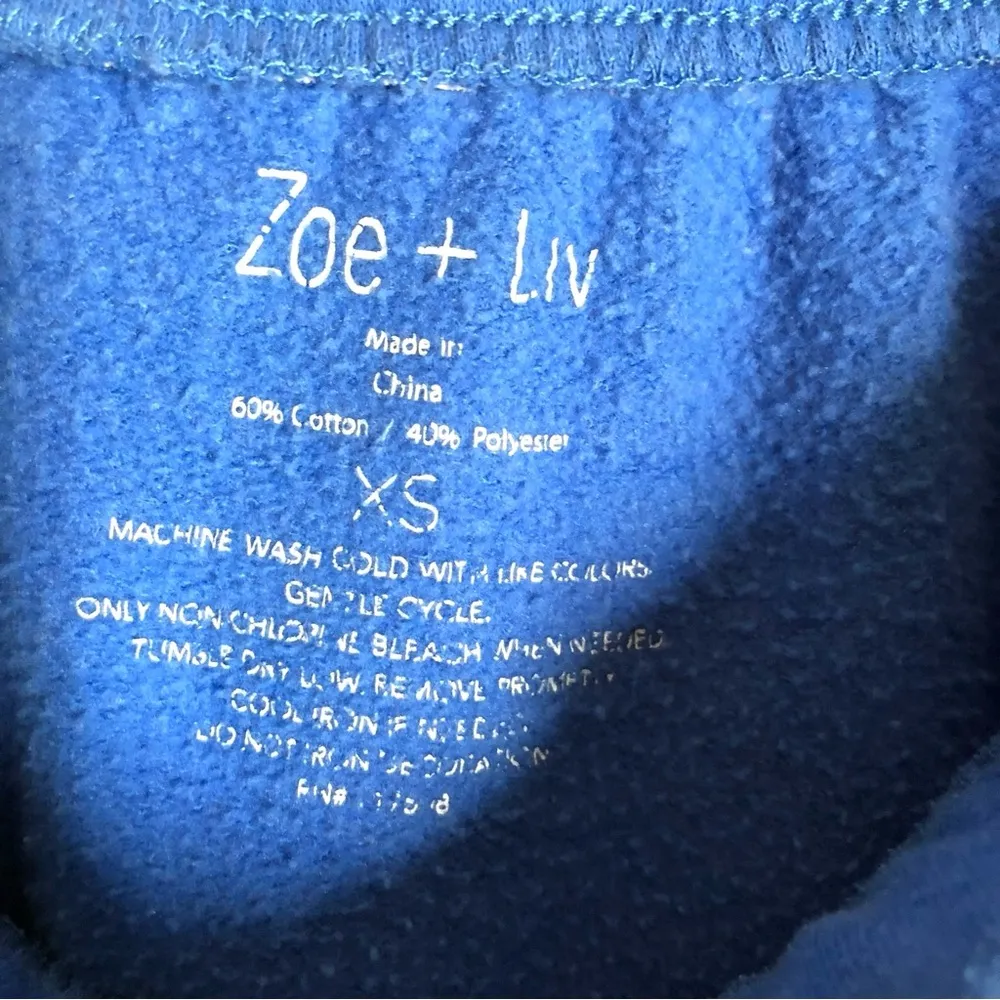 Zoe + Liv
Made in
China
60% Cotton / 40% Polyester
XS
MACHINE WASH COLD WITH LIKE COLORS.
GENTLE CYCLE.
ONLY NON CHLORINE BLEACH WHEN NEEDED
TUMBLE DRY LOW. REMOVE PROMPTLY
COOL IRON IF NEEDED
DO NOT IRON DECORATION
RN#